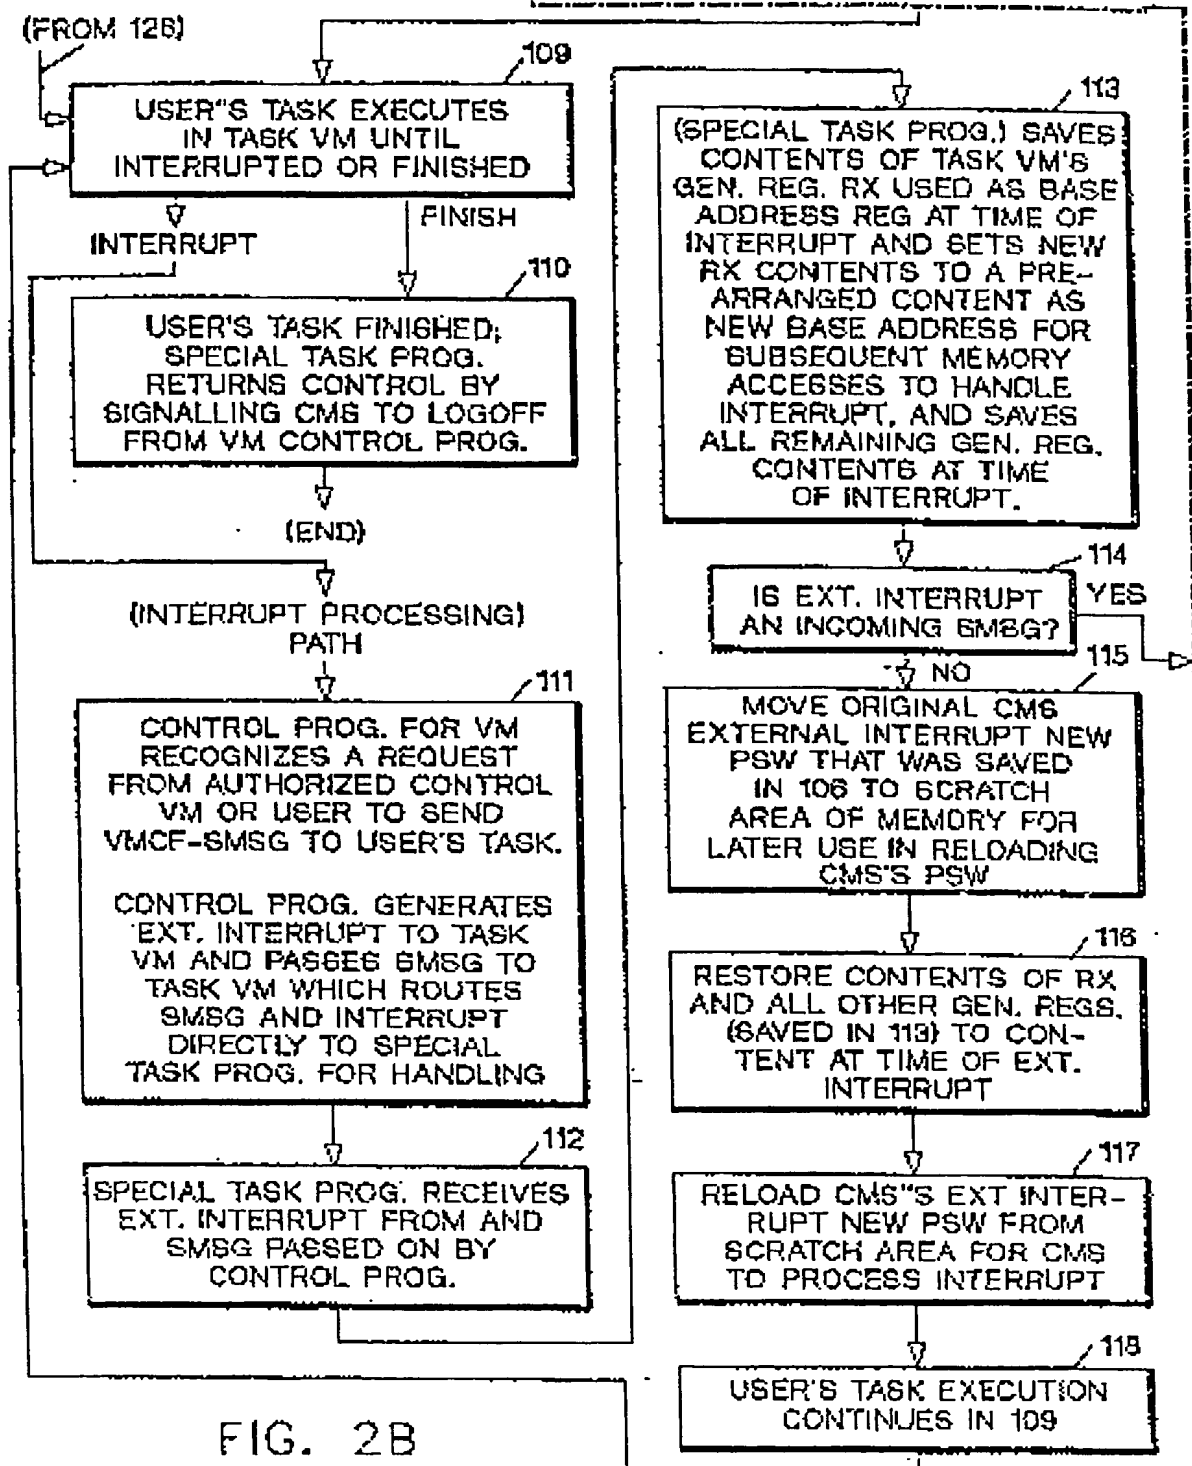 (FROM 126)
109
USER"S TASK EXECUTES
IN TASK VM UNTIL
INTERRUPTED OR FINISHED
INTERRUPT
FINISH
110
USER'S TASK FINISHED;
SPECIAL TASK PROG.
RETURNS CONTROL BY
SIGNALLING CMS TO LOGOFF
FROM VM CONTROL PROG.
(END)
(INTERRUPT PROCESSING)
PATH
111
CONTROL PROG. FOR VM
RECOGNIZES A REQUEST
FROM AUTHORIZED CONTROL
VM OR USER TO SEND
VMCF-SMSG TO USER'S TASK.
CONTROL PROG. GENERATES
EXT. INTERRUPT TO TASK
VM AND PASSES SMSG TO
TASK VM WHICH ROUTES
SMSG AND INTERRUPT
DIRECTLY TO SPECIAL
TASK PROG. FOR HANDLING
112
SPECIAL TASK PROG. RECEIVES
EXT. INTERRUPT FROM AND
SMSG PASSED ON BY
CONTROL PROG.
113
(SPECIAL TASK PROG.) SAVES
CONTENTS OF TASK VM'S
GEN. REG. RX USED AS BASE
ADDRESS REG AT TIME OF
INTERRUPT AND SETS NEW
RX CONTENTS TO A PRE-
ARRANGED CONTENT AS
NEW BASE ADDRESS FOR
SUBSEQUENT MEMORY
ACCESSES TO HANDLE
INTERRUPT, AND SAVES
ALL REMAINING GEN. REG.
CONTENTS AT TIME
OF INTERRUPT.
114
IS EXT. INTERRUPT
AN INCOMING SMSG?
YES
NO
115
MOVE ORIGINAL CMS
EXTERNAL INTERRUPT NEW
PSW THAT WAS SAVED
IN 106 TO SCRATCH
AREA OF MEMORY FOR
LATER USE IN RELOADING
CMS'S PSW
116
RESTORE CONTENTS OF RX
AND ALL OTHER GEN. REGS.
(SAVED IN 113) TO CON-
TENT AT TIME OF EXT.
INTERRUPT
117
RELOAD CMS"S EXT INTER-
RUPT NEW PSW FROM
SCRATCH AREA FOR CMS
TO PROCESS INTERRUPT
118
USER'S TASK EXECUTION
CONTINUES IN 109
FIG. 2B